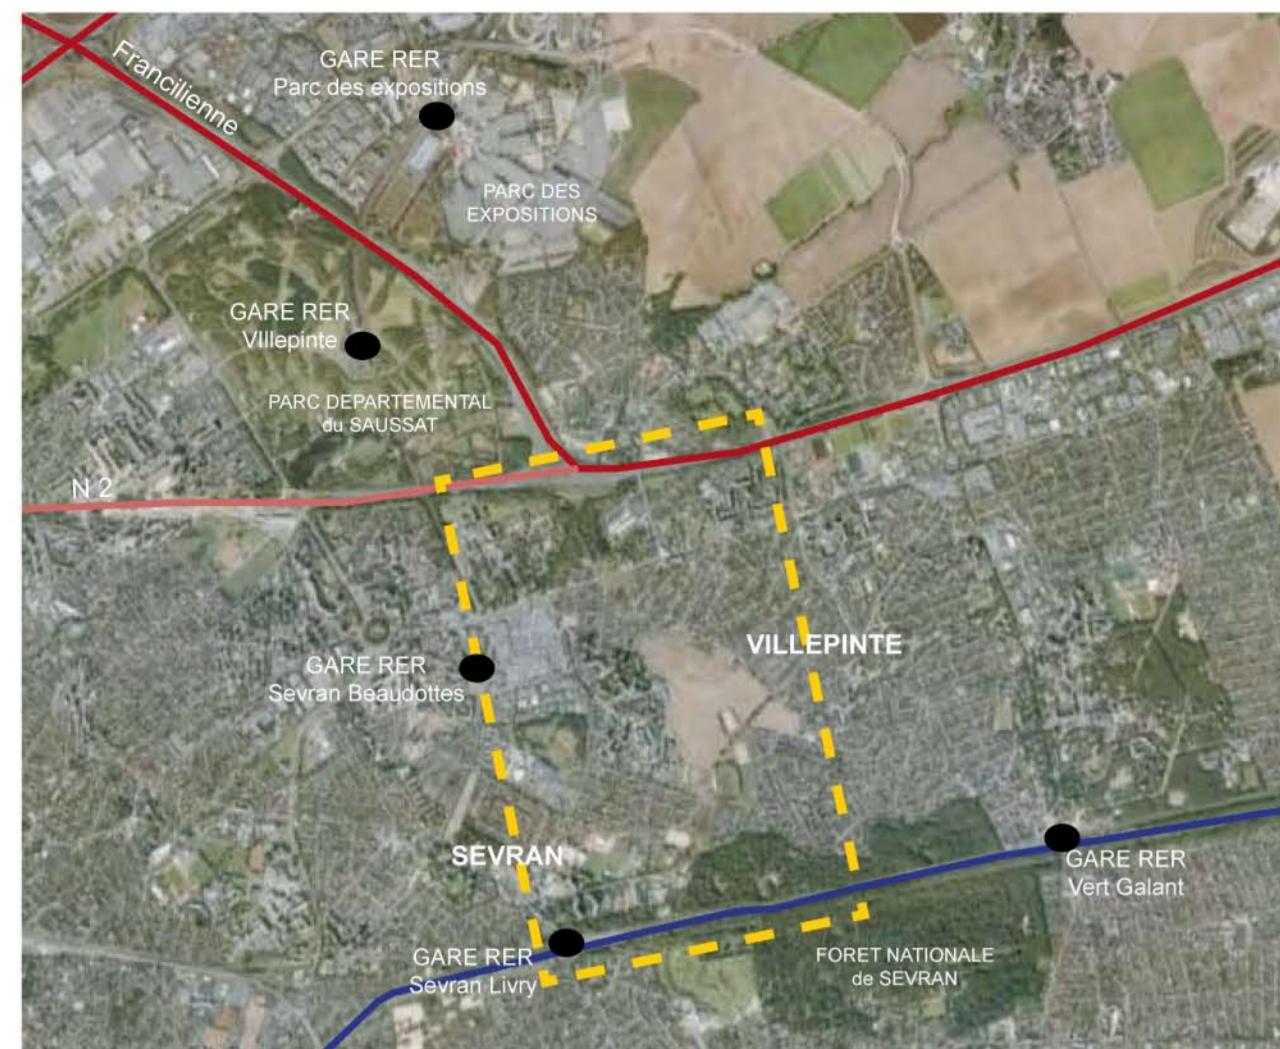 Francilienne
GARE RER
Parc des expositions
PARC DES
EXPOSITIONS
GARE RER
VIllepinte
PARC DEPARTEMENTAL
du SAUSSAT
N 2
VILLEPINTE
GARE RER
Sevran Beaudottes
SEVRAN
GARE RER
Vert Galant
GARE RER
Sevran Livry
FORET NATIONALE
de SEVRAN